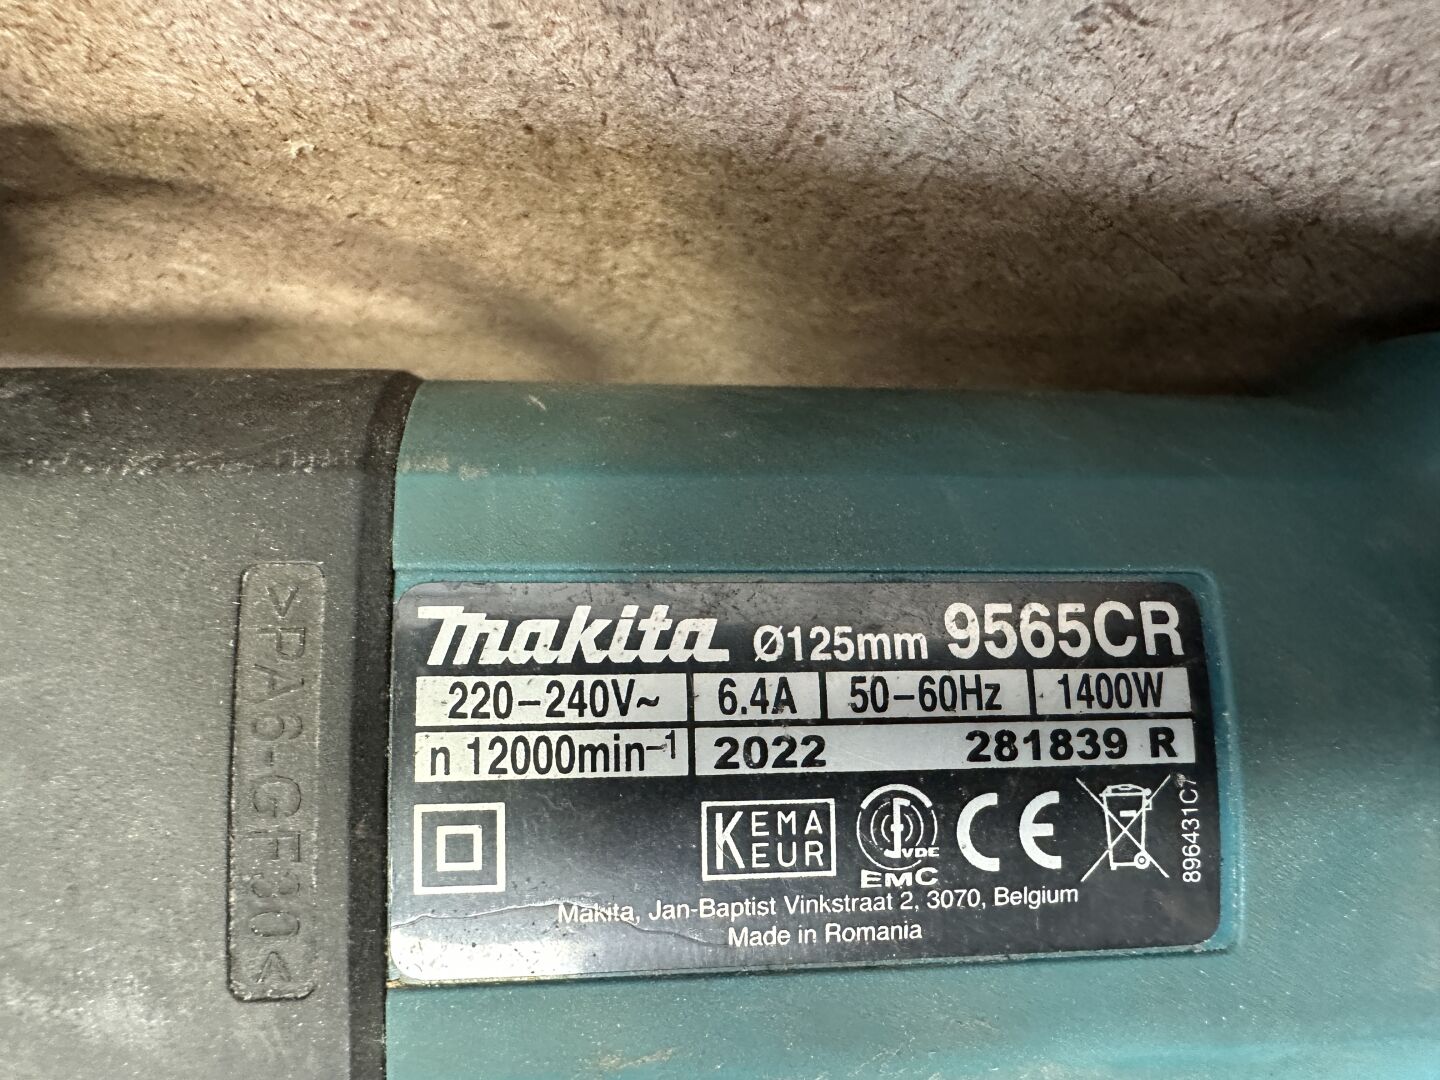 >PA6-GF30<
makita Ø125mm 9565CR
220-240V~ 6.4A 50-60Hz 1400W
n 12000min⁻¹ 2022 281839 R
KEMA
EUR
VDE
EMC
CE
896431C7
Makita, Jan-Baptist Vinkstraat 2, 3070, Belgium
Made in Romania